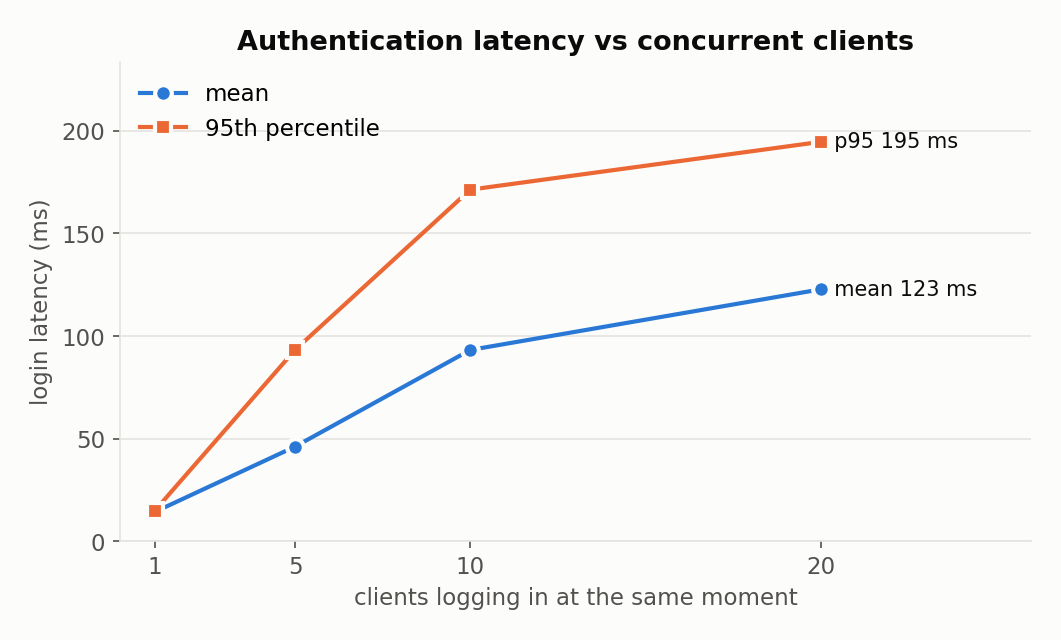 Authentication latency vs concurrent clients
mean
95th percentile
200
150
100
50
0
login latency (ms)
p95 195 ms
mean 123 ms
1
5
10
20
clients logging in at the same moment